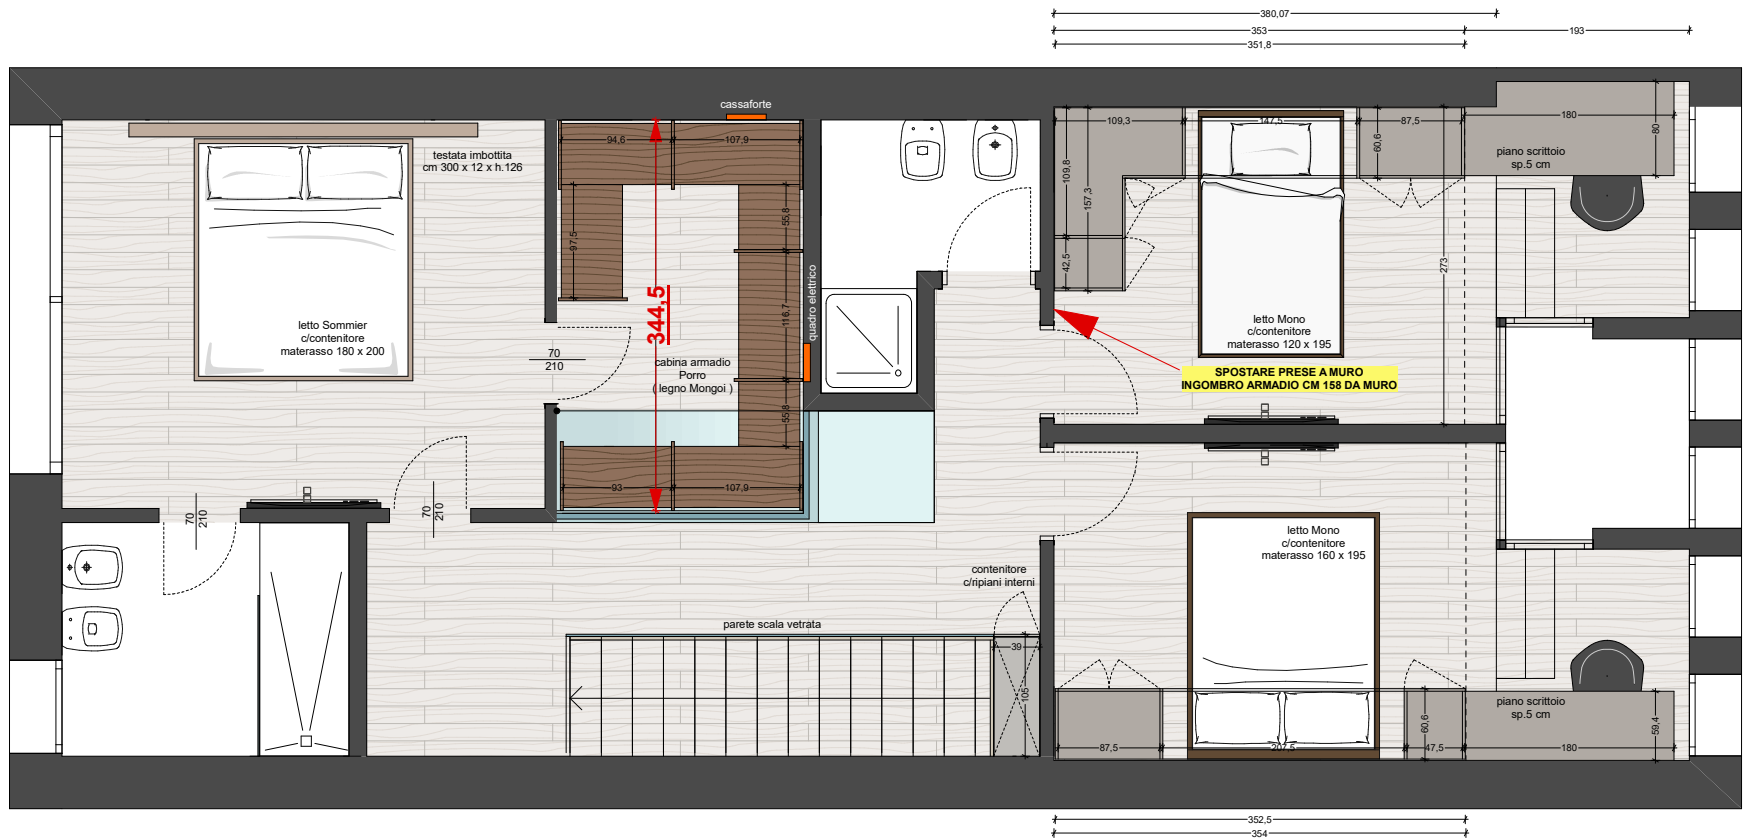 380,07
353
193
351,8
cassaforte
109,3
147,5
87,5
180
80
60,6
piano scrittoio
sp.5 cm
94,6
107,9
testata imbottita
cm 300 x 12 x h.126
109,8
157,3
42,5
273
97,5
55,8
116,7
55,8
344,5
quadro elettrico
letto Sommier
c/contenitore
materasso 180 x 200
70
210
cabina armadio
Porro
( legno Mongoi )
letto Mono
c/contenitore
materasso 120 x 195
SPOSTARE PRESE A MURO
INGOMBRO ARMADIO CM 158 DA MURO
93
107,9
70
210
70
210
letto Mono
c/contenitore
materasso 160 x 195
contenitore
c/ripiani interni
parete scala vetrata
39
105
piano scrittoio
sp.5 cm
87,5
207,5
60,6
47,5
180
59,4
352,5
354